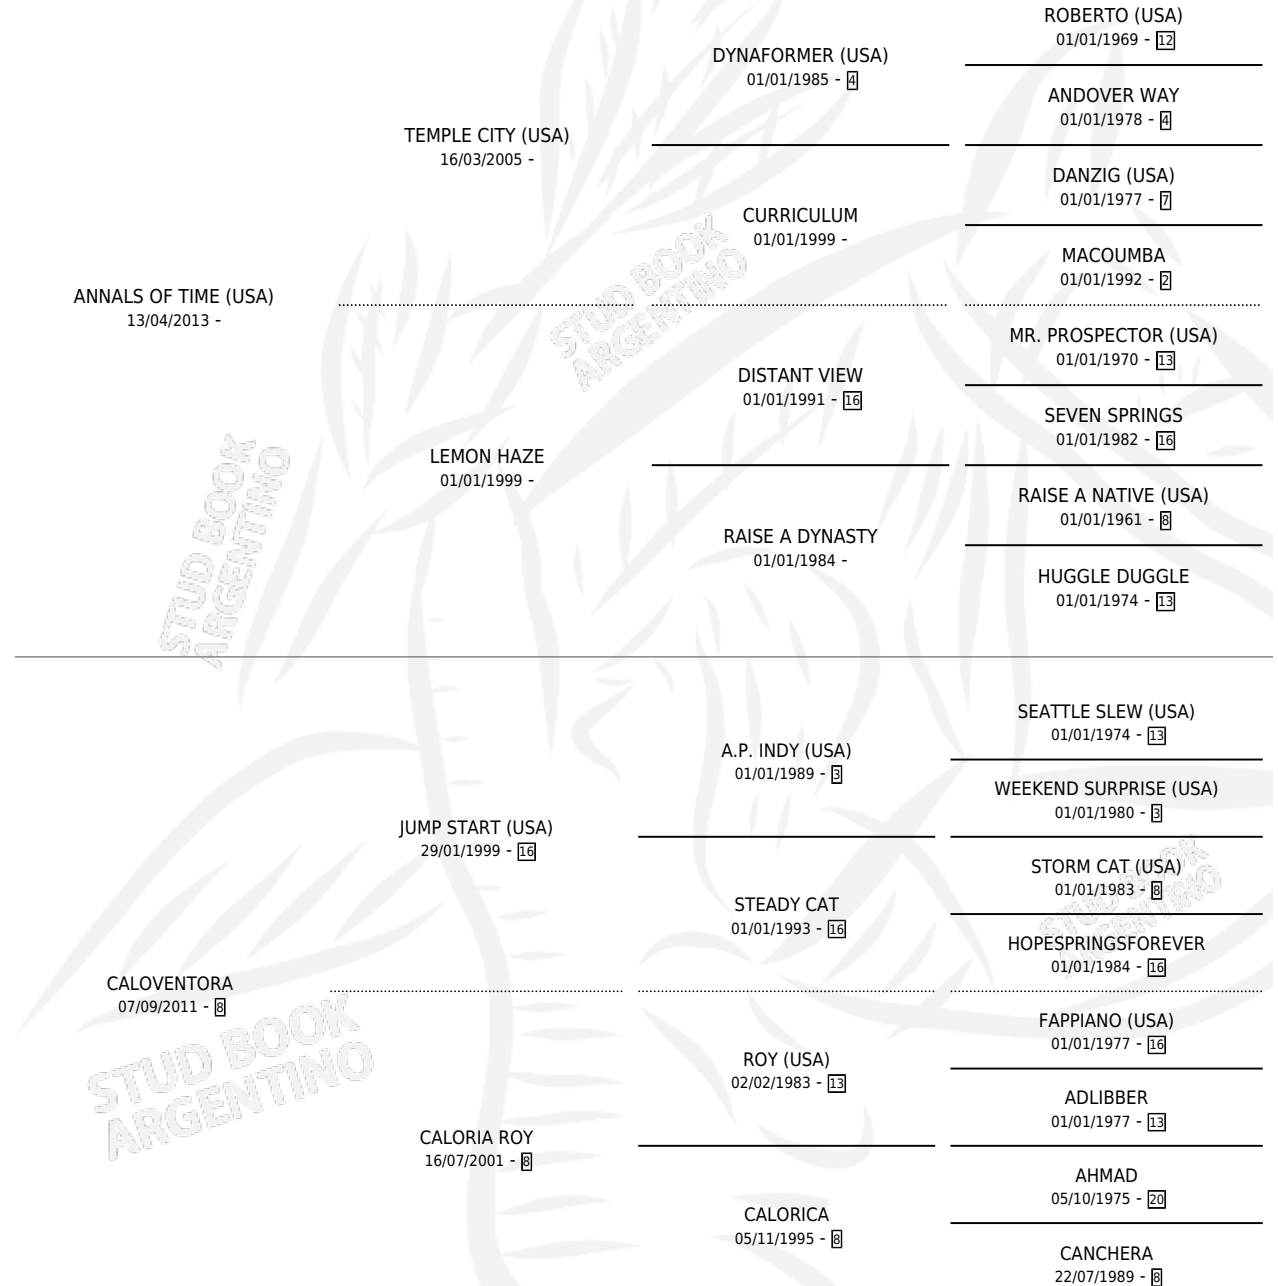 ROBERTO (USA)
01/01/1969 - 12
DYNAFORMER (USA)
01/01/1985 - 4
ANDOVER WAY
01/01/1978 - 4
TEMPLE CITY (USA)
16/03/2005 -
DANZIG (USA)
01/01/1977 - 7
CURRICULUM
01/01/1999 -
MACOUMBA
01/01/1992 - 2
ANNALS OF TIME (USA)
13/04/2013 -
STUD BOOK
ARGENTINO
MR. PROSPECTOR (USA)
01/01/1970 - 13
DISTANT VIEW
01/01/1991 - 16
SEVEN SPRINGS
01/01/1982 - 16
LEMON HAZE
01/01/1999 -
RAISE A NATIVE (USA)
01/01/1961 - 8
RAISE A DYNASTY
01/01/1984 -
HUGGLE DUGGLE
01/01/1974 - 13
STUD BOOK
ARGENTINO
SEATTLE SLEW (USA)
01/01/1974 - 13
A.P. INDY (USA)
01/01/1989 - 3
WEEKEND SURPRISE (USA)
01/01/1980 - 3
JUMP START (USA)
29/01/1999 - 16
STORM CAT (USA)
01/01/1983 - 8
STEADY CAT
01/01/1993 - 16
HOPESPRINGSFOREVER
01/01/1984 - 16
STUD BOOK
ARGENTINO
CALOVENTORA
07/09/2011 - 8
FAPPIANO (USA)
01/01/1977 - 16
ROY (USA)
02/02/1983 - 13
ADLIBBER
01/01/1977 - 13
STUD BOOK
ARGENTINO
CALORIA ROY
16/07/2001 - 8
AHMAD
05/10/1975 - 20
CALORICA
05/11/1995 - 8
CANCHERA
22/07/1989 - 8